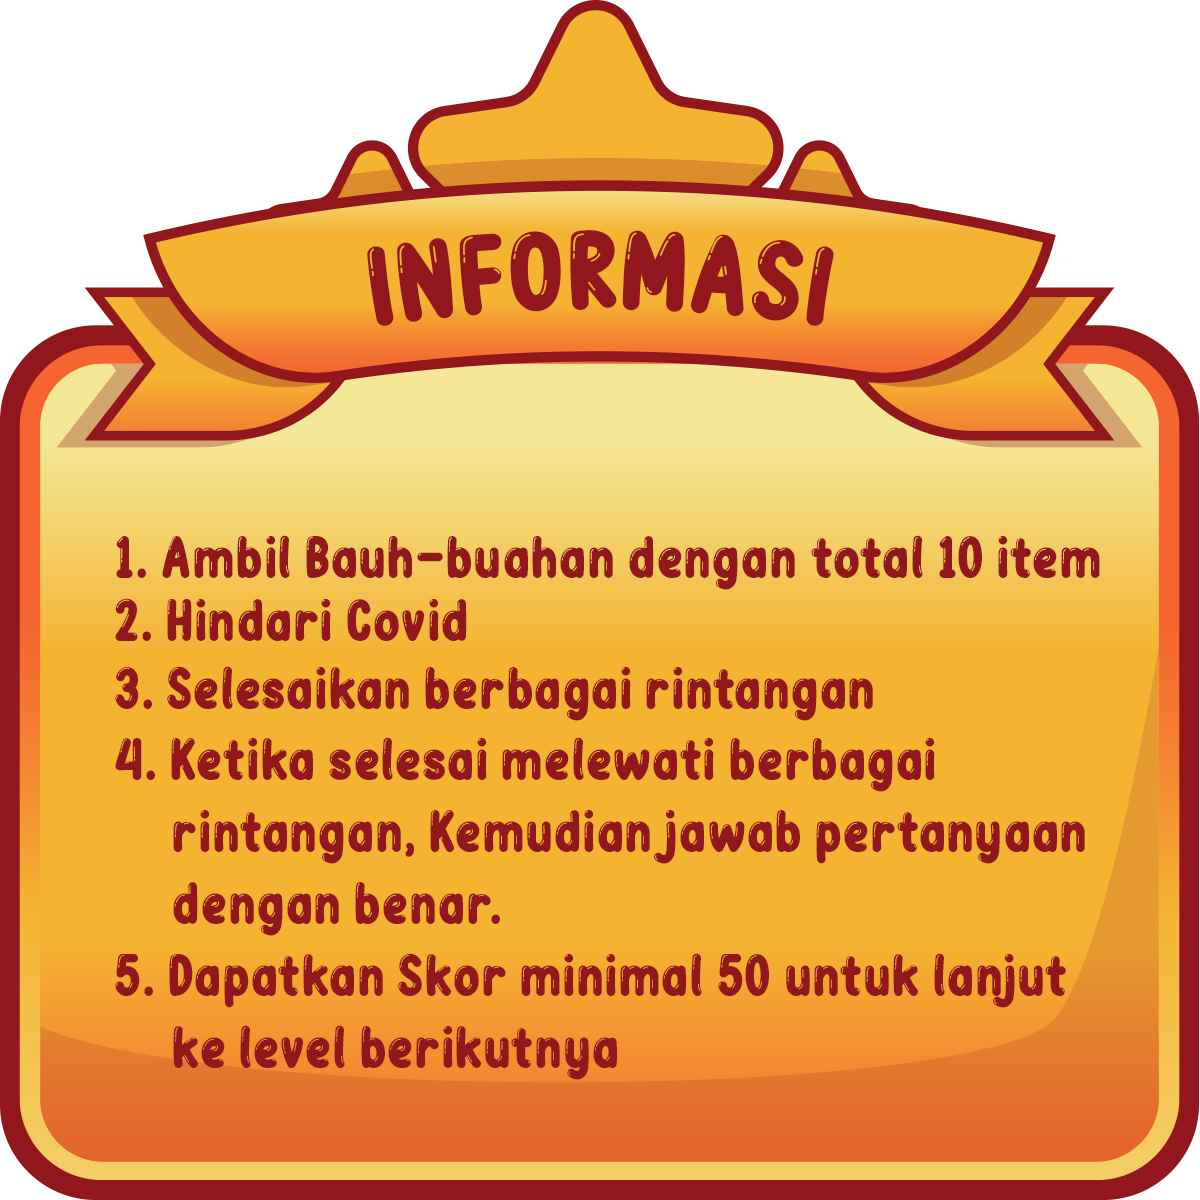 INFORMASI
1. Ambil Bauh-buahan dengan total 10 item
2. Hindari Covid
3. Selesaikan berbagai rintangan
4. Ketika selesai melewati berbagai
rintangan, Kemudian jawab pertanyaan
dengan benar.
5. Dapatkan Skor minimal 50 untuk lanjut
ke level berikutnya